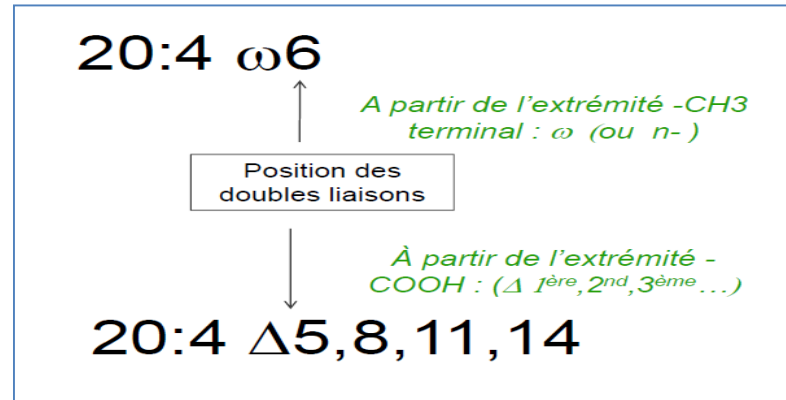 20:4 ω6
A partir de l'extrémité -CH3
terminal : ω (ou n- )
Position des
doubles liaisons
À partir de l'extrémité -
COOH : (Δ 1ère,2nd,3ème…)
20:4 Δ5,8,11,14